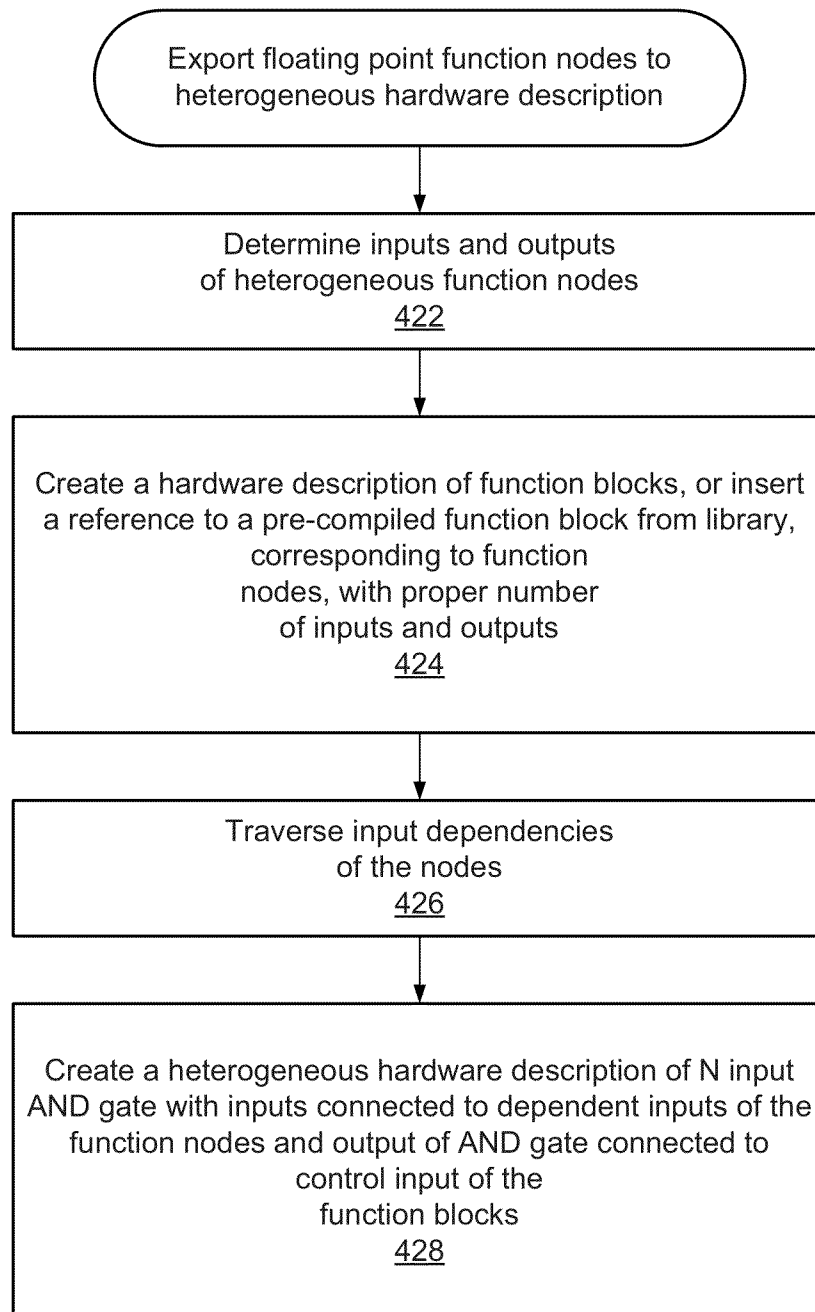 Export floating point function nodes to
heterogeneous hardware description
Determine inputs and outputs
of heterogeneous function nodes
422
Create a hardware description of function blocks, or insert
a reference to a pre-compiled function block from library,
corresponding to function
nodes, with proper number
of inputs and outputs
424
Traverse input dependencies
of the nodes
426
Create a heterogeneous hardware description of N input
AND gate with inputs connected to dependent inputs of the
function nodes and output of AND gate connected to
control input of the
function blocks
428